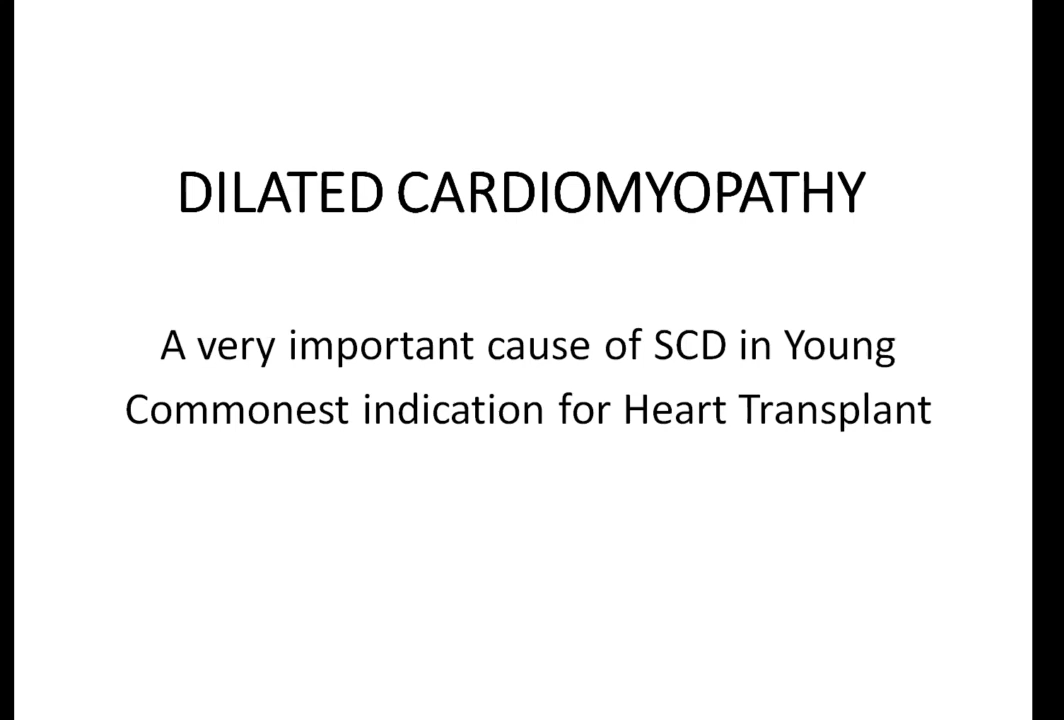 DILATED CARDIOMYOPATHY
A very important cause of SCD in Young
Commonest indication for Heart Transplant